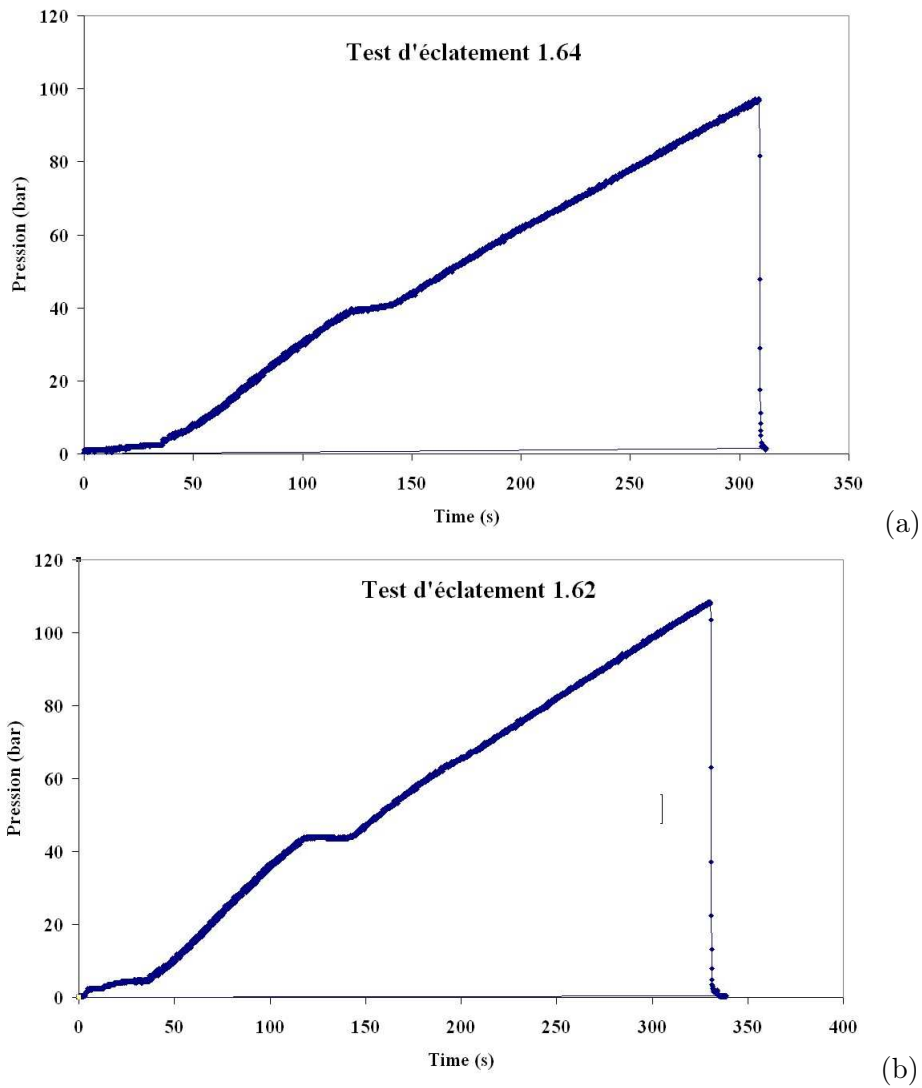 Test d'éclatement 1.64
120
100
80
60
40
20
0
Pression (bar)
0 50 100 150 200 250 300 350
Time (s)
(a)
Test d'éclatement 1.62
120
100
80
60
40
20
0
Pression (bar)
0 50 100 150 200 250 300 350 400
Time (s)
(b)